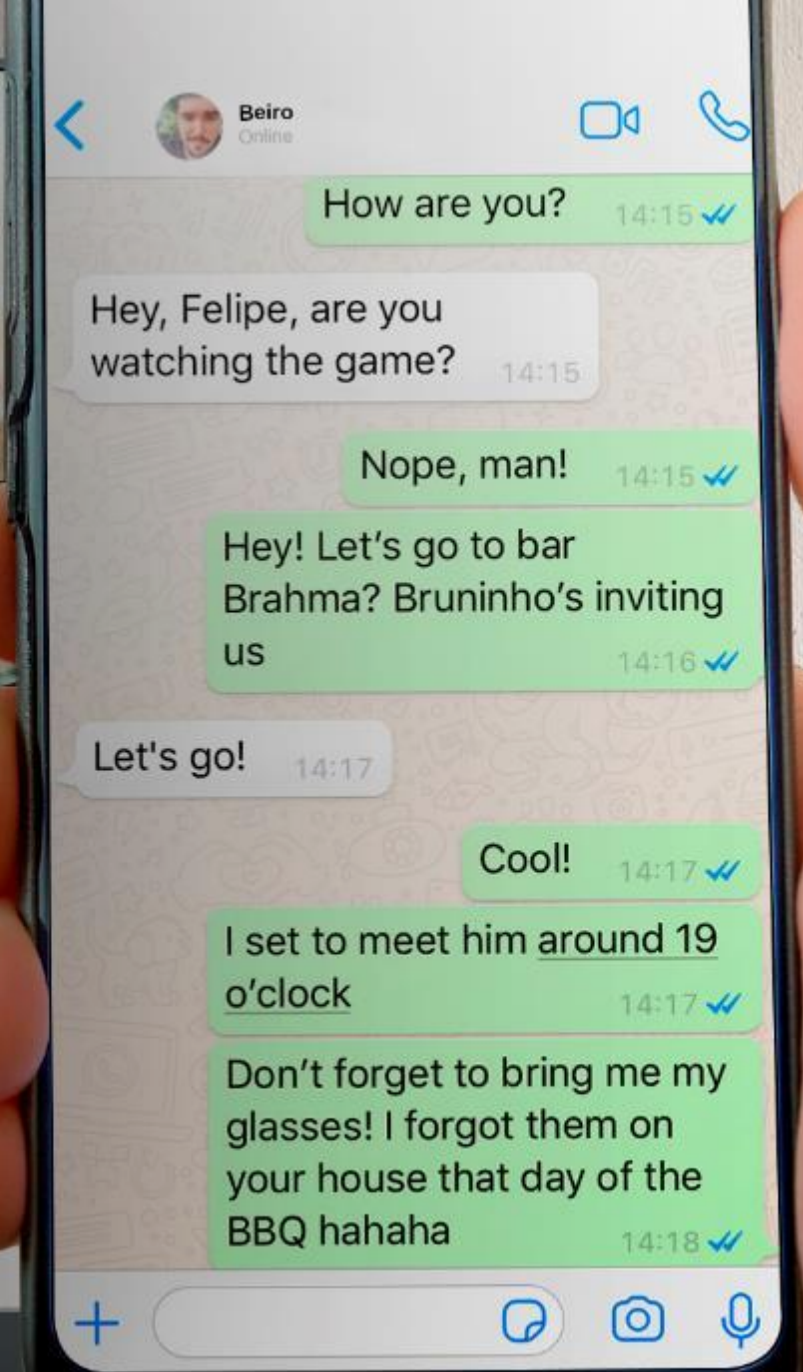 Beiro
Online
How are you? 14:15
Hey, Felipe, are you
watching the game? 14:15
Nope, man! 14:15
Hey! Let’s go to bar
Brahma? Bruninho’s inviting
us 14:16
Let's go! 14:17
Cool! 14:17
I set to meet him around 19
o’clock 14:17
Don’t forget to bring me my
glasses! I forgot them on
your house that day of the
BBQ hahaha 14:18